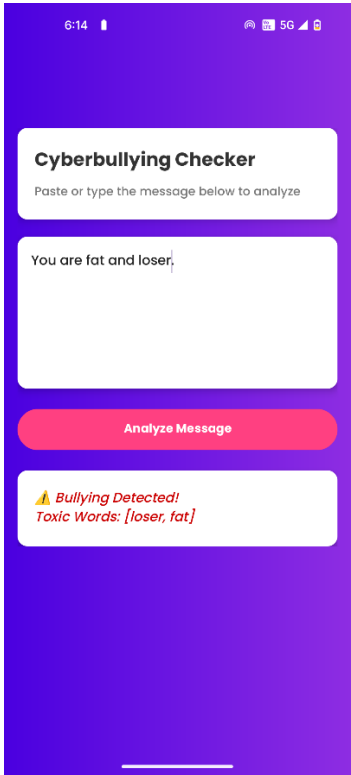 6:14 5G
Cyberbullying Checker
Paste or type the message below to analyze
You are fat and loser.
Analyze Message
⚠️ Bullying Detected!
Toxic Words: [loser, fat]